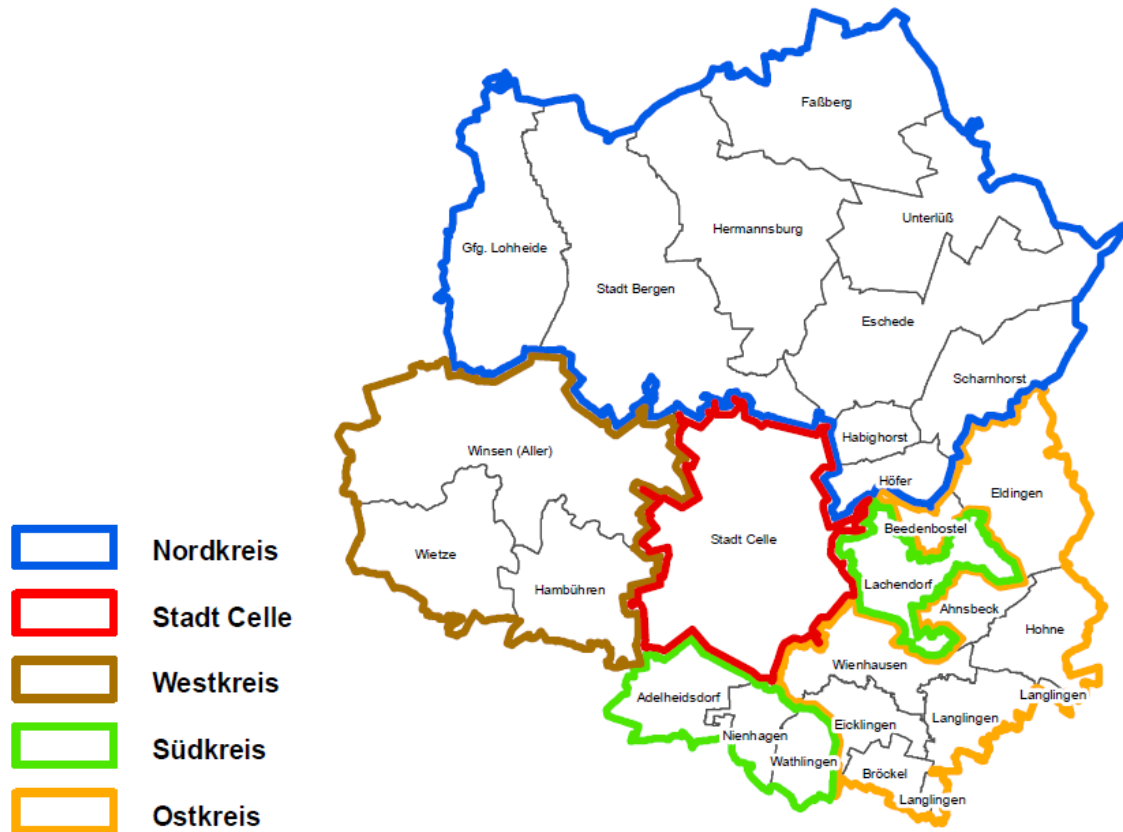 Faßberg
Unterlüß
Hermannsburg
Gfg. Lohheide
Stadt Bergen
Eschede
Scharnhorst
Habighorst
Winsen (Aller)
Höfer
Eldingen
Beedenbostel
Stadt Celle
Wietze
Hambühren
Lachendorf
Ahnsbeck
Hohne
Wienhausen
Adelheidsdorf
Langlingen
Langlingen
Eicklingen
Nienhagen
Wathlingen
Bröckel
Langlingen
Nordkreis
Stadt Celle
Westkreis
Südkreis
Ostkreis